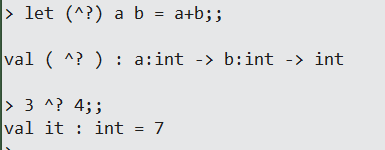 > let (^?) a b = a+b;;
val ( ^? ) : a:int -> b:int -> int
> 3 ^? 4;;
val it : int = 7